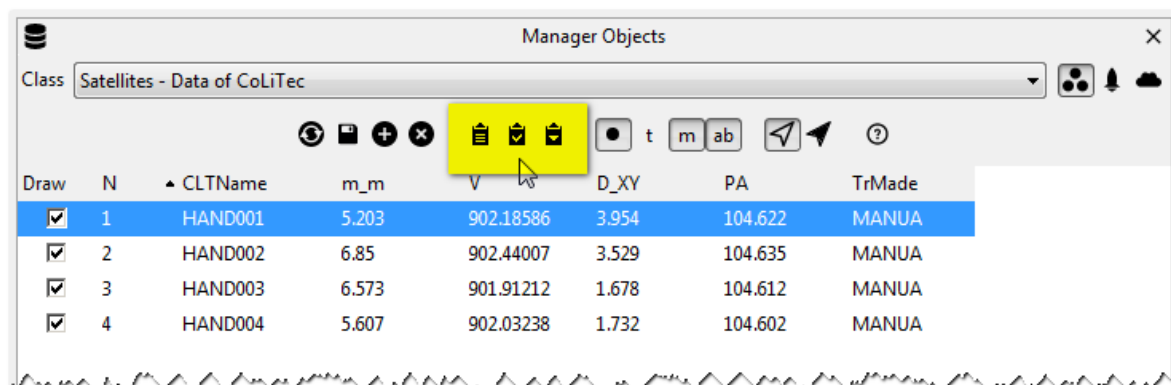 Manager Objects
Class Satellites - Data of CoLiTec
t m ab
Draw N CLTName m_m V D_XY PA TrMade
1 HAND001 5.203 902.18586 3.954 104.622 MANUA
2 HAND002 6.85 902.44007 3.529 104.635 MANUA
3 HAND003 6.573 901.91212 1.678 104.612 MANUA
4 HAND004 5.607 902.03238 1.732 104.602 MANUA